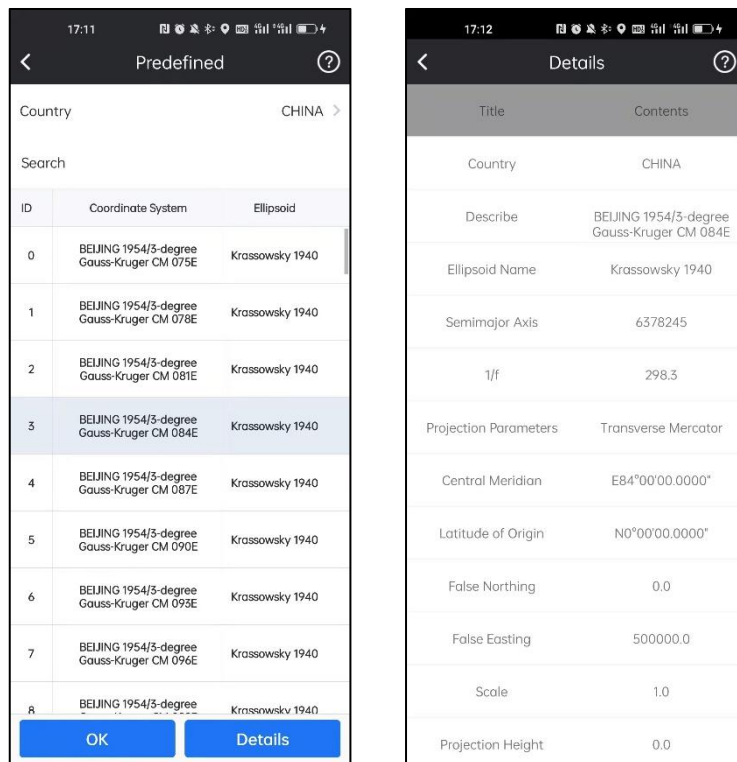 17:11
Predefined
Country CHINA
Search
ID Coordinate System Ellipsoid
0 BEIJING 1954/3-degree Gauss-Kruger CM 075E Krassowsky 1940
1 BEIJING 1954/3-degree Gauss-Kruger CM 078E Krassowsky 1940
2 BEIJING 1954/3-degree Gauss-Kruger CM 081E Krassowsky 1940
3 BEIJING 1954/3-degree Gauss-Kruger CM 084E Krassowsky 1940
4 BEIJING 1954/3-degree Gauss-Kruger CM 087E Krassowsky 1940
5 BEIJING 1954/3-degree Gauss-Kruger CM 090E Krassowsky 1940
6 BEIJING 1954/3-degree Gauss-Kruger CM 093E Krassowsky 1940
7 BEIJING 1954/3-degree Gauss-Kruger CM 096E Krassowsky 1940
8 BEIJING 1954/3-degree Krassowsky 1940
OK Details
17:12
Details
Title Contents
Country CHINA
Describe BEIJING 1954/3-degree Gauss-Kruger CM 084E
Ellipsoid Name Krassowsky 1940
Semimajor Axis 6378245
1/f 298.3
Projection Parameters Transverse Mercator
Central Meridian E84°00'00.0000"
Latitude of Origin N0°00'00.0000"
False Northing 0.0
False Easting 500000.0
Scale 1.0
Projection Height 0.0